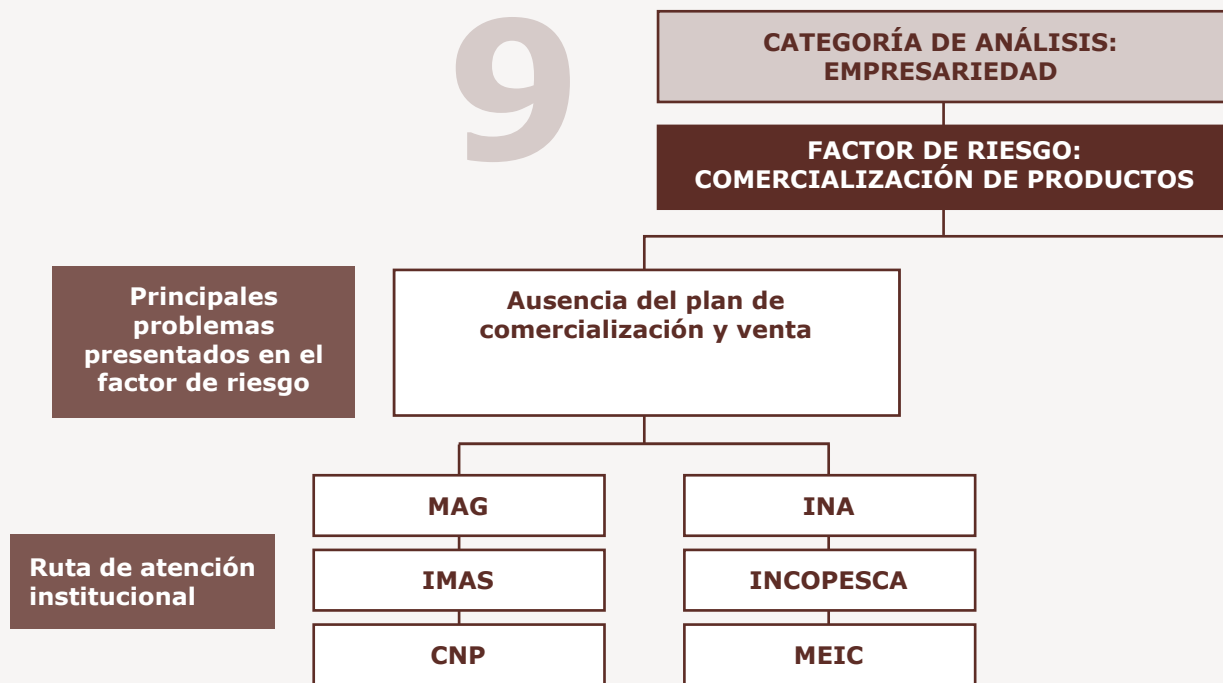 9
CATEGORÍA DE ANÁLISIS:
EMPRESARIEDAD
FACTOR DE RIESGO:
COMERCIALIZACIÓN DE PRODUCTOS
Principales
problemas
presentados en el
factor de riesgo
Ausencia del plan de
comercialización y venta
MAG
INA
Ruta de atención
institucional
IMAS
INCOPESCA
CNP
MEIC